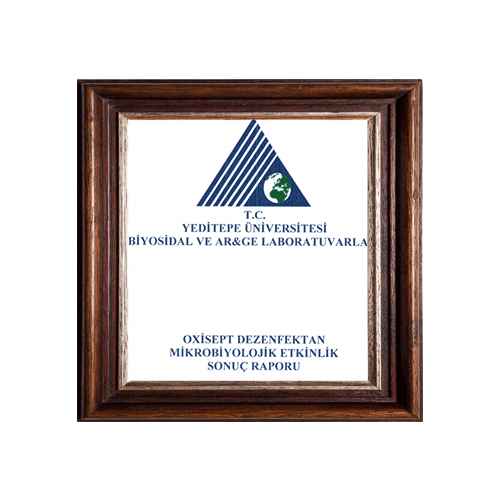 T.C.
YEDİTEPE ÜNİVERSİTESİ
BİYOSİDAL VE AR&GE LABORATUVARLA
OXİSEPT DEZENFEKTAN
MİKROBİYOLOJİK ETKİNLİK
SONUÇ RAPORU